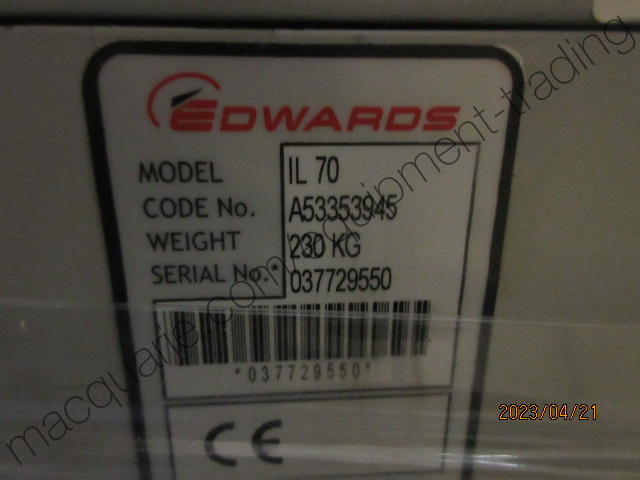 EDWARDS
MODEL IL 70
CODE No. A53353945
WEIGHT 230 KG
SERIAL No.* 037729550
*037729550*
CE
2023/04/21
macquarie.com/equipment-trading